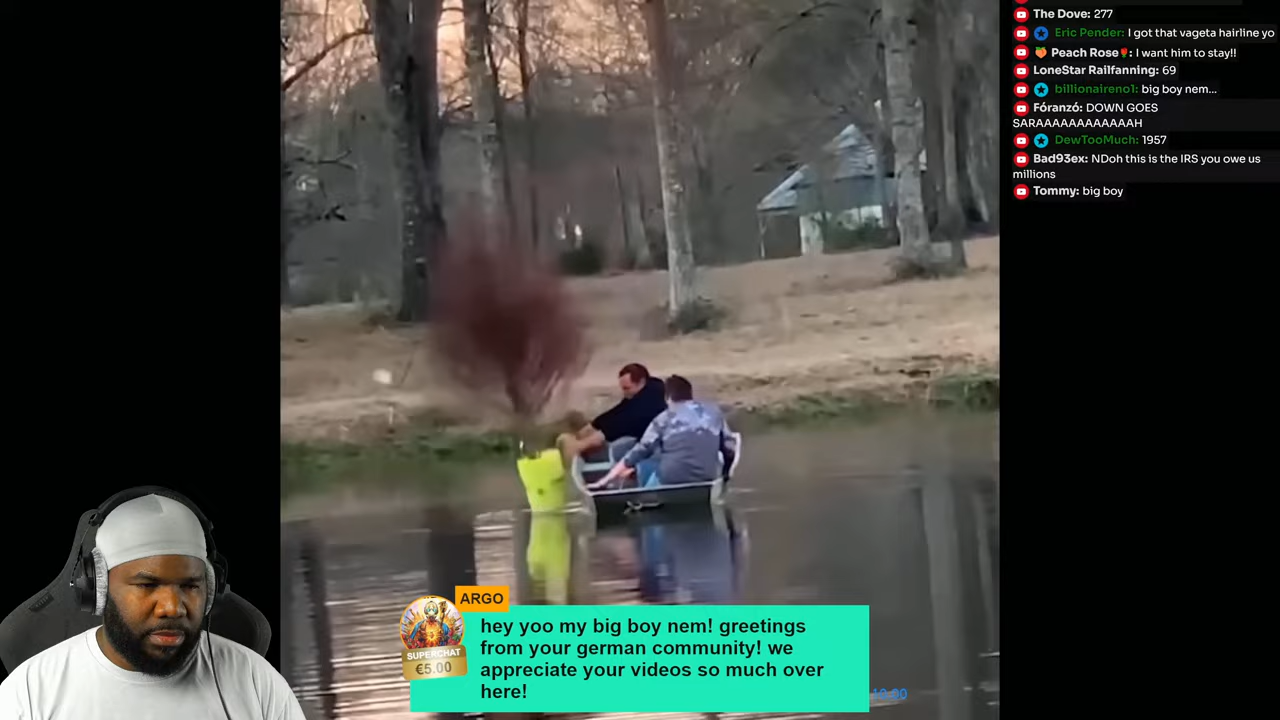 The Dove: 277
Eric Pender: I got that vageta hairline yo
Peach Rose: I want him to stay!!
LoneStar Railfanning: 69
billionaireno1: big boy nem...
Fóranzó: DOWN GOES
SARAAAAAAAAAAAAH
DewTooMuch: 1957
Bad93ex: NDoh this is the IRS you owe us
millions
Tommy: big boy
ARGO
hey yoo my big boy nem! greetings
from your german community! we
appreciate your videos so much over
here!
SUPERCHAT
€5.00